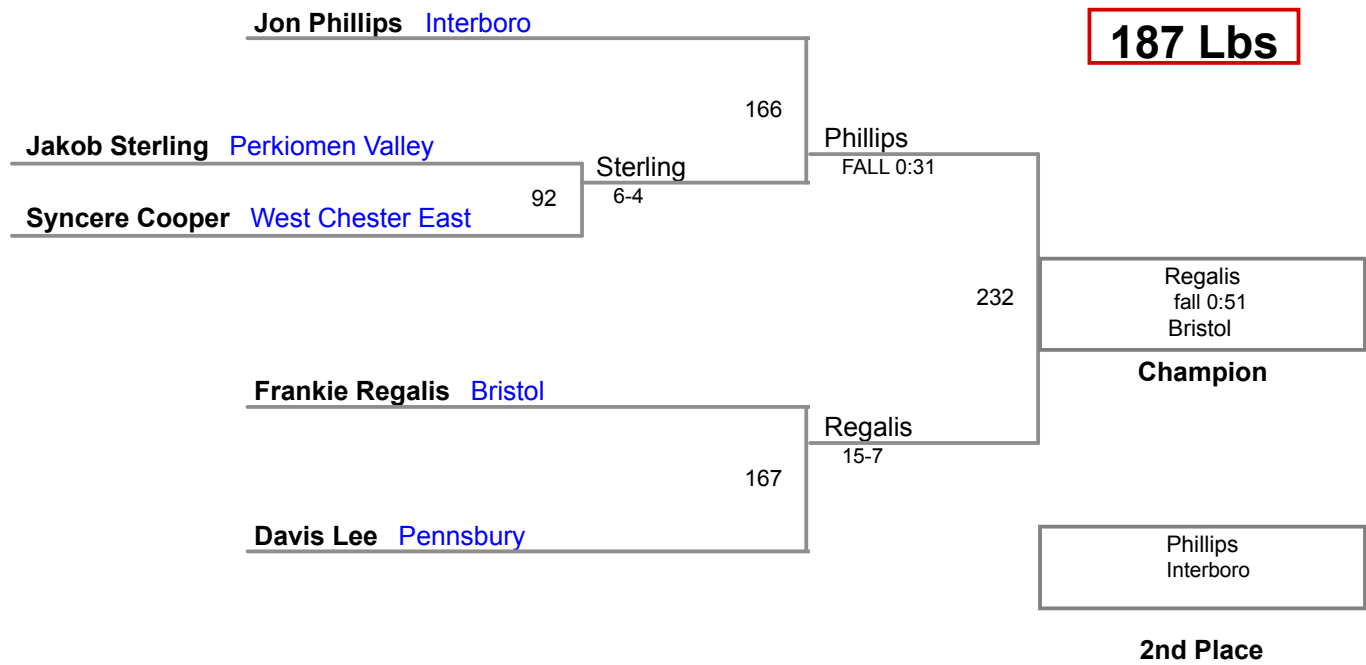 Jon Phillips Interboro
187 Lbs
166
Jakob Sterling Perkiomen Valley
Phillips
FALL 0:31
Sterling
6-4
92
Syncere Cooper West Chester East
232
Regalis
fall 0:51
Bristol
Champion
Frankie Regalis Bristol
Regalis
15-7
167
Davis Lee Pennsbury
Phillips
Interboro
2nd Place